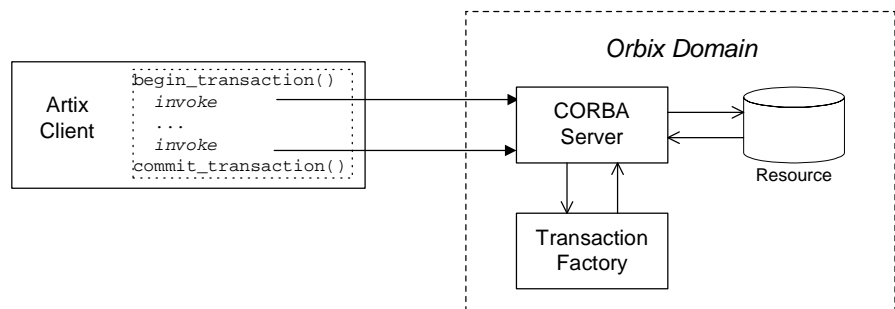 Orbix Domain
Artix
Client
begin_transaction()
invoke
...
invoke
commit_transaction()
CORBA
Server
Resource
Transaction
Factory